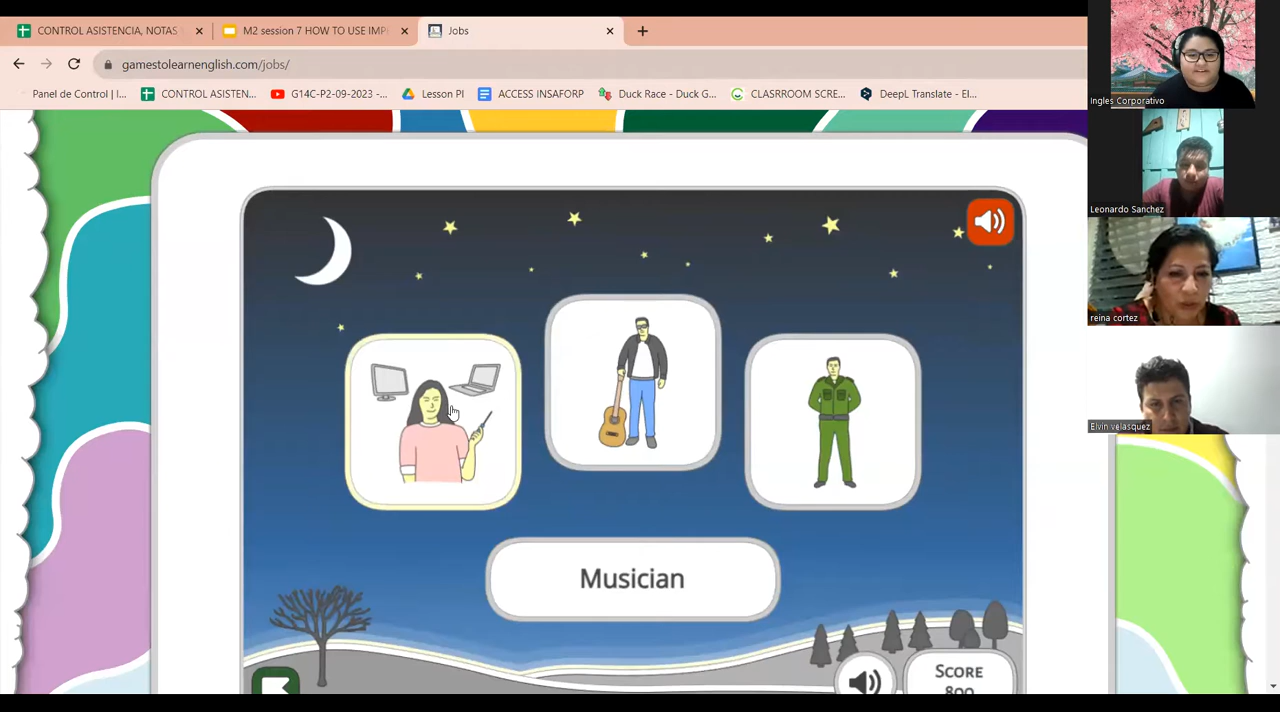 CONTROL ASISTENCIA, NOTAS
M2 session 7 HOW TO USE IMP
Jobs
gamestolearnenglish.com/jobs/
Panel de Control | I...
CONTROL ASISTEN...
G14C-P2-09-2023 -...
Lesson PI
ACCESS INSAFORP
Duck Race - Duck G...
CLASRROOM SCRE...
DeepL Translate - El...
Ingles Corporativo
Leonardo Sanchez
reina cortez
Elvin velasquez
Musician
SCORE
800